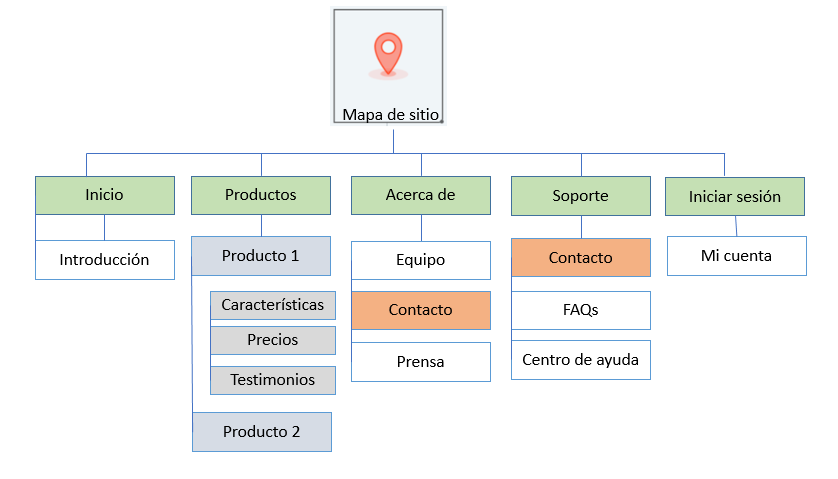 Mapa de sitio
Inicio
Introducción
Productos
Producto 1
Característicias
Precios
Testimonios
Producto 2
Acerca de
Equipo
Contacto
Prensa
Soporte
Contacto
FAQs
Centro de ayuda
Iniciar sesión
Mi cuenta